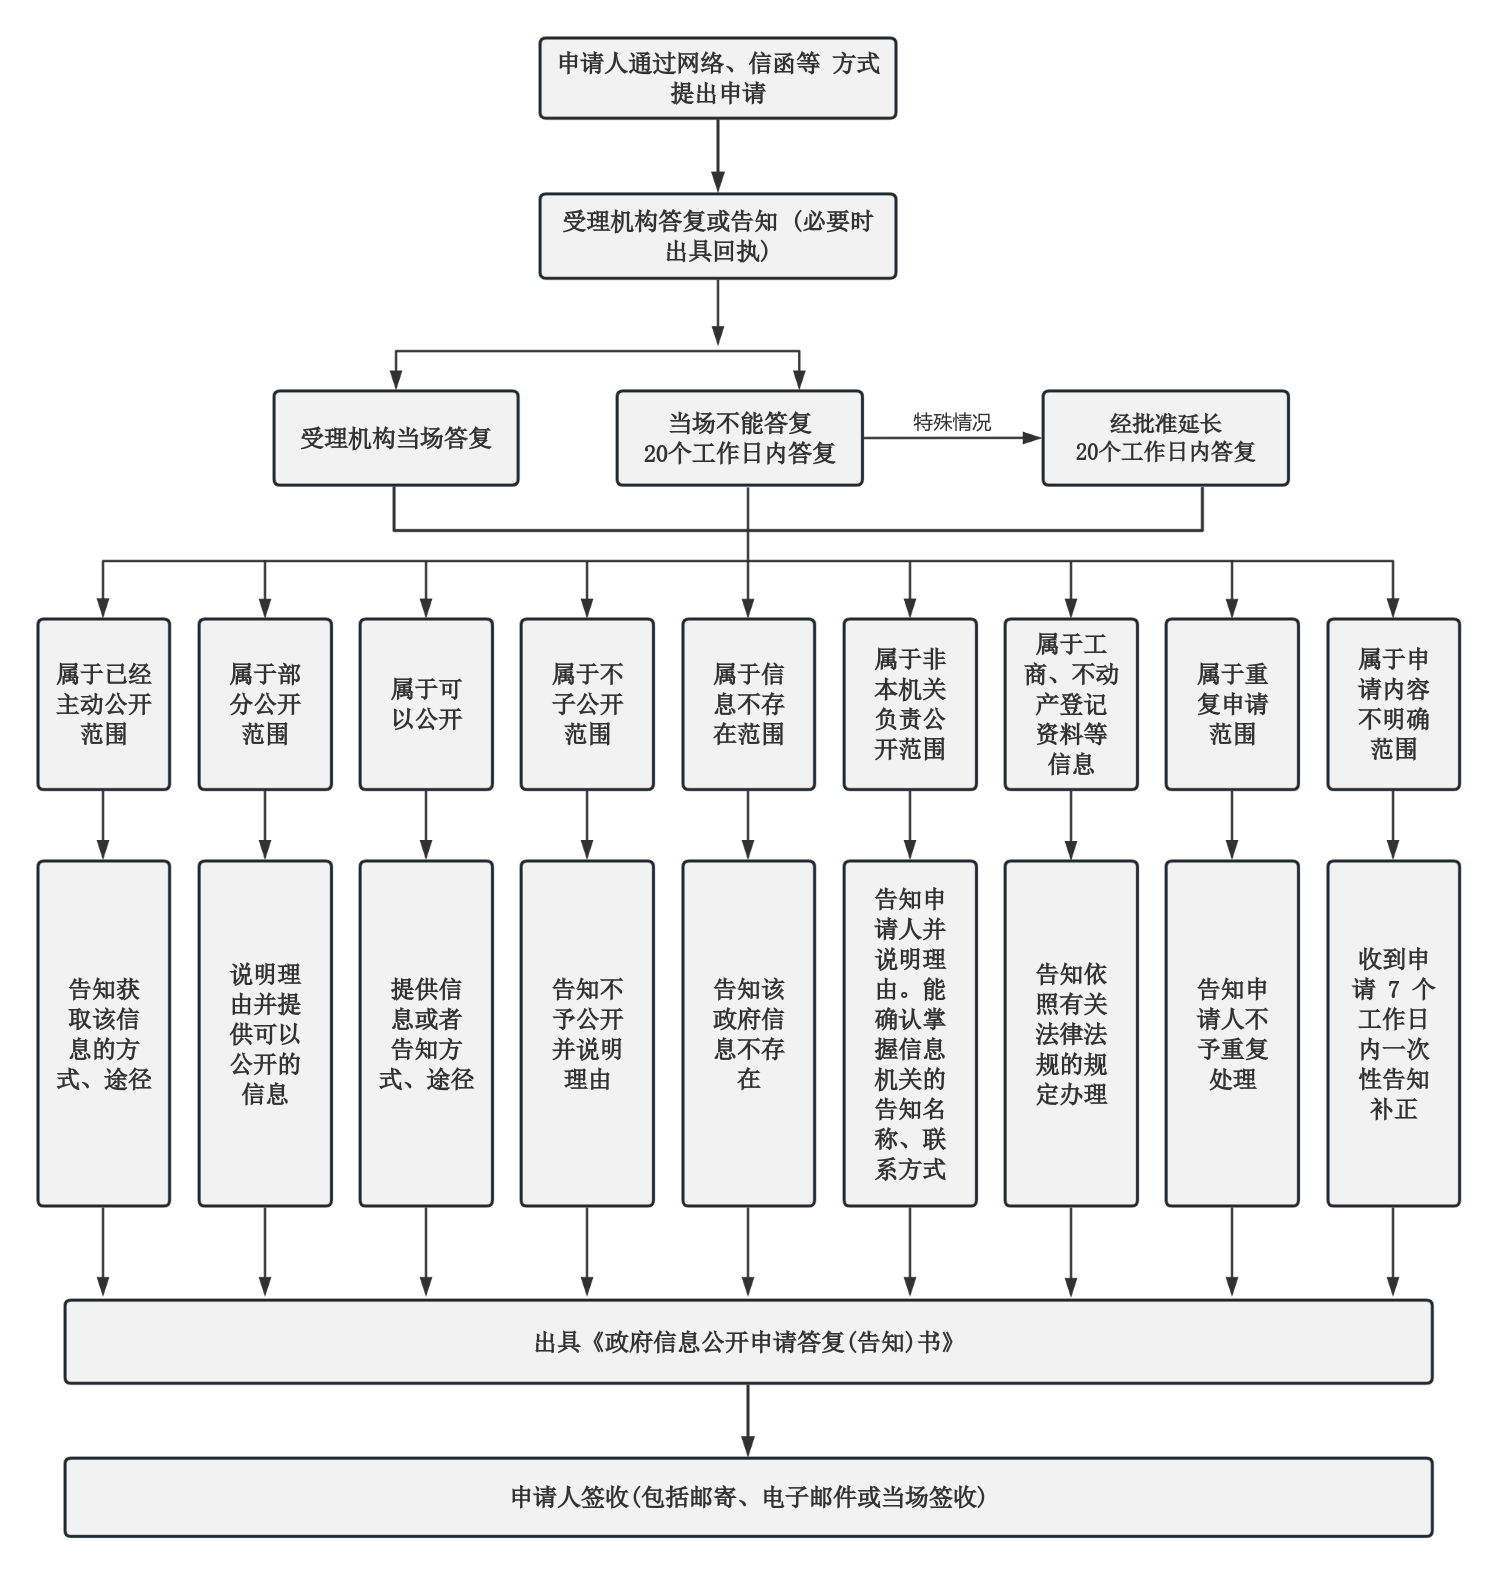 申请人通过网络、信函等 方式
提出申请
受理机构答复或告知（必要时
出具回执）
受理机构当场答复
当场不能答复
20个工作日内答复
特殊情况
经批准延长
20个工作日内答复
属于已经
主动公开
范围
属于部
分公开
范围
属于可
以公开
属于不
子公开
范围
属于信
息不存
在范围
属于非
本机关
负责公
开范围
属于工
商、不动
产登记
资料等
信息
属于重
复申请
范围
属于申
请内容
不明确
范围
告知获
取该信
息的方
式、途径
说明理
由并提
供可以
公开的
信息
提供信
息或者
告知方
式、途径
告知不
予公开
并说明
理由
告知该
政府信
息不存
在
告知申
请人并
说明理
由。能
确认掌
握信息
机关的
告知名
称、联
系方式
告知依
照有关
法律法
规的规
定办理
告知申
请人不
予重复
处理
收到申
请 7 个
工作日
内一次
性告知
补正
出具《政府信息公开申请答复(告知)书》
申请人签收(包括邮寄、电子邮件或当场签收)